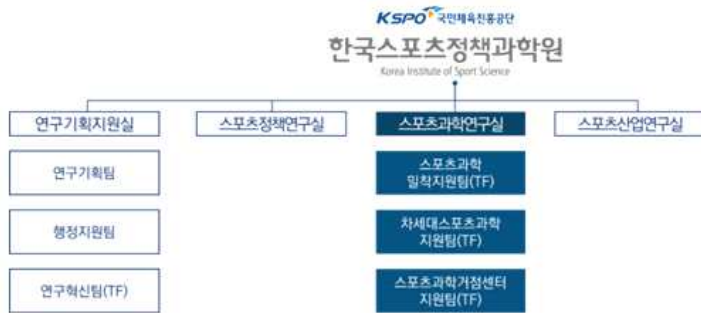 KSPO 국민체육진흥공단
한국스포츠정책과학원
Korea Institute of Sport Science
연구기획지원실
스포츠정책연구실
스포츠과학연구실
스포츠산업연구실
연구기획팀
스포츠과학
밀착지원팀(TF)
행정지원팀
차세대스포츠과학
지원팀(TF)
연구혁신팀(TF)
스포츠과학거점센터
지원팀(TF)